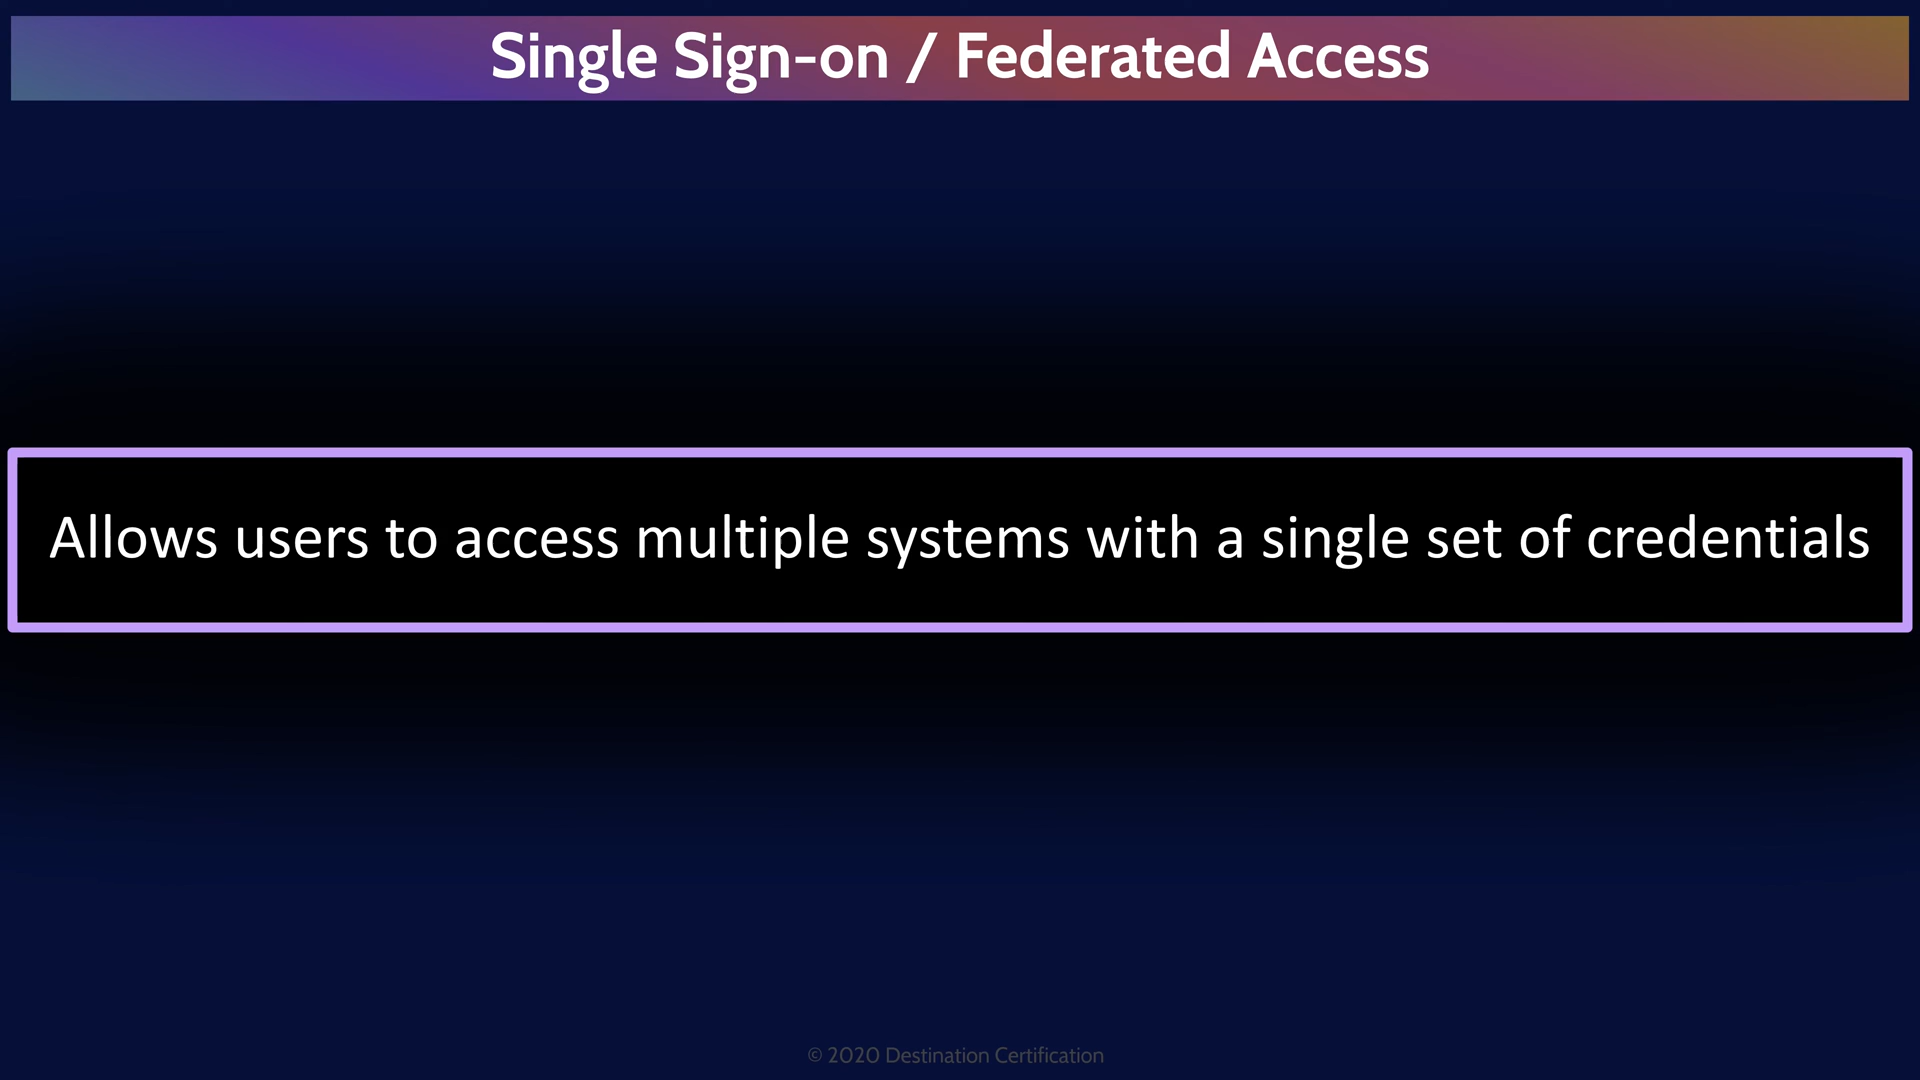 Single Sign-on / Federated Access
Allows users to access multiple systems with a single set of credentials
© 2020 Destination Certification